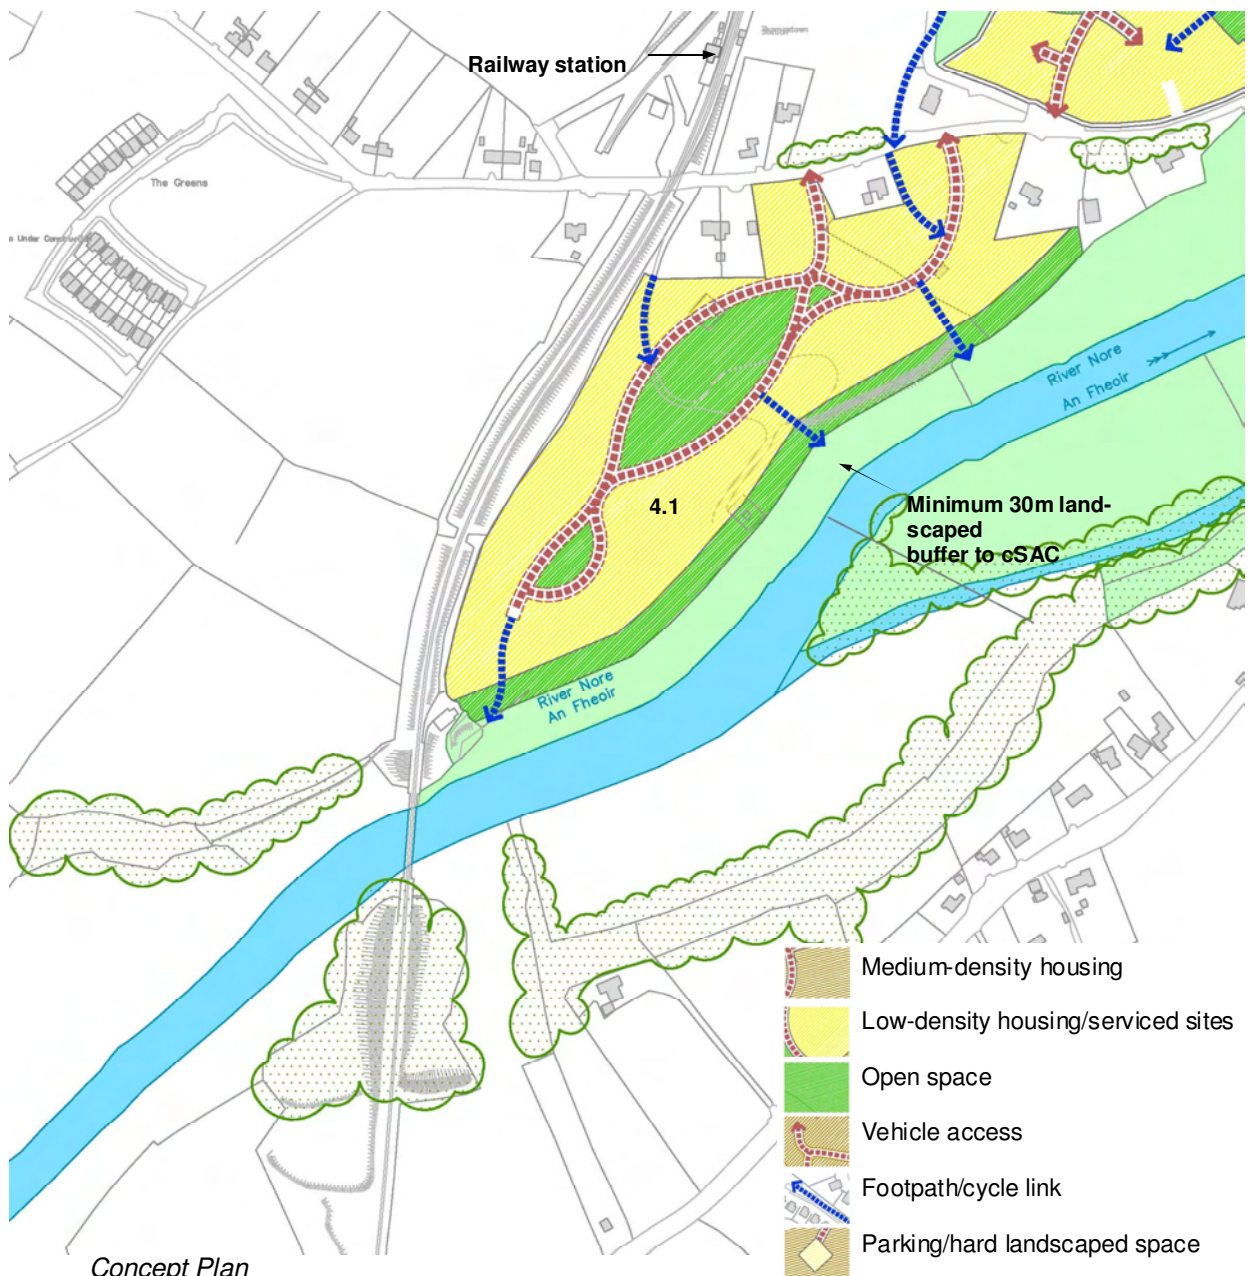 Railway station
The Greens
e Under Constru
River Nore
An Fheoir
4.1
Minimum 30m land-
scaped
buffer to cSAC
River Nore
An Fheoir
Medium-density housing
Low-density housing/serviced sites
Open space
Vehicle access
Footpath/cycle link
Parking/hard landscaped space
Concept Plan